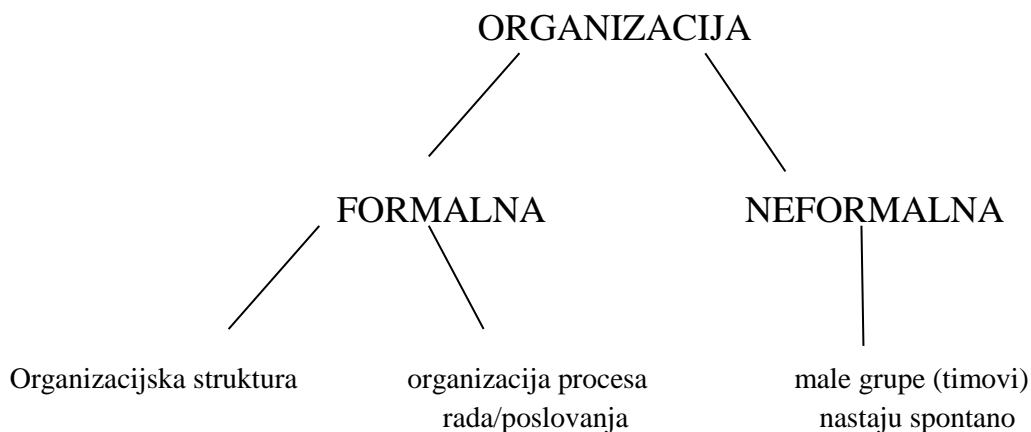 ORGANIZACIJA
FORMALNA
NEFORMALNA
Organizacijska struktura
organizacija procesa
rada/poslovanja
male grupe (timovi)
nastaju spontano